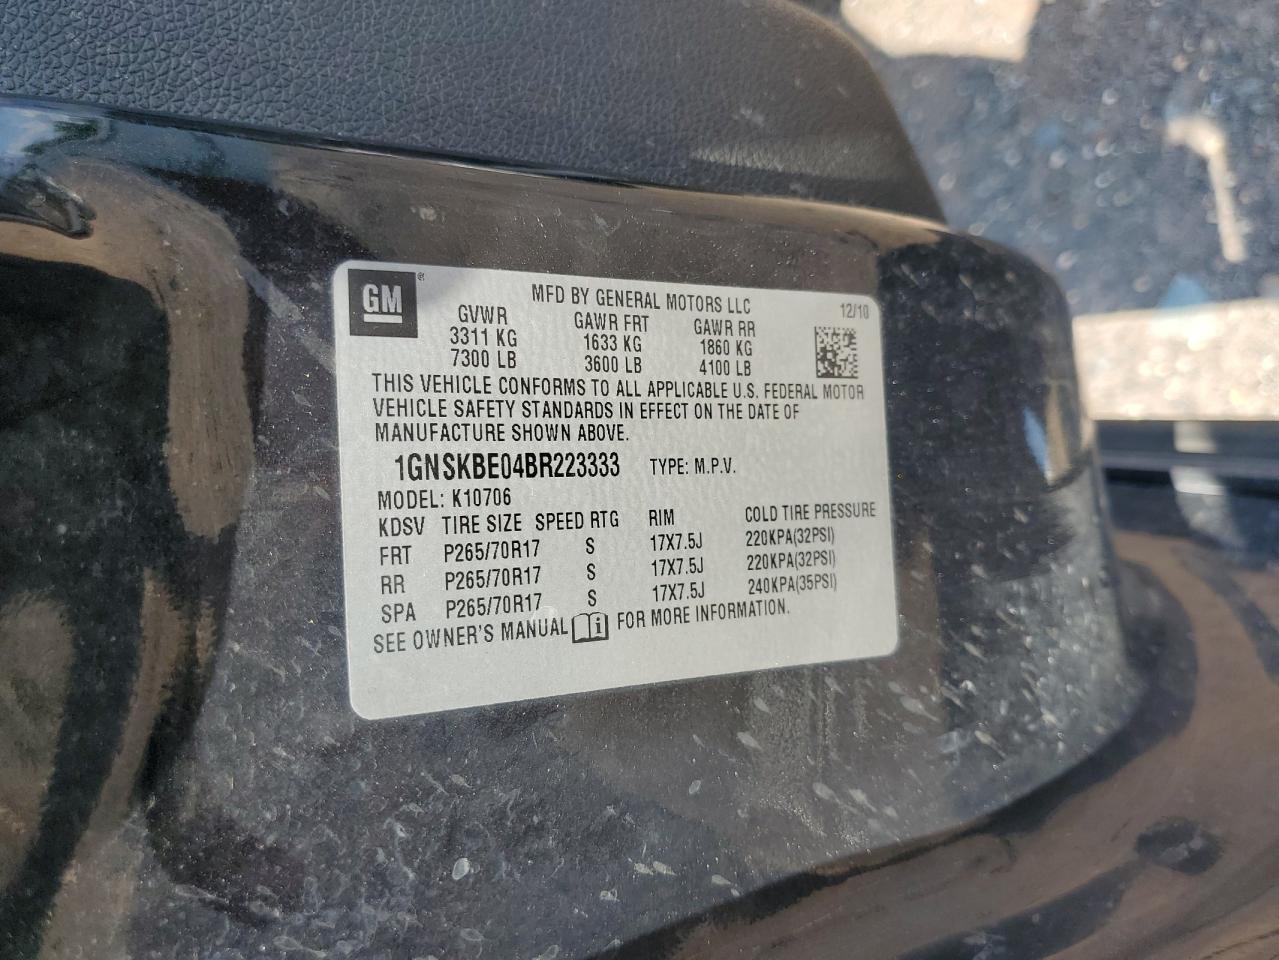 GM ®
MFD BY GENERAL MOTORS LLC 12/10
GVWR GAWR FRT GAWR RR
3311 KG 1633 KG 1860 KG
7300 LB 3600 LB 4100 LB
THIS VEHICLE CONFORMS TO ALL APPLICABLE U.S. FEDERAL MOTOR
VEHICLE SAFETY STANDARDS IN EFFECT ON THE DATE OF
MANUFACTURE SHOWN ABOVE.
1GNSKBE04BR223333 TYPE: M.P.V.
MODEL: K10706
KDSV TIRE SIZE SPEED RTG RIM COLD TIRE PRESSURE
FRT P265/70R17 S 17X7.5J 220KPA(32PSI)
RR P265/70R17 S 17X7.5J 220KPA(32PSI)
SPA P265/70R17 S 17X7.5J 240KPA(35PSI)
SEE OWNER'S MANUAL i FOR MORE INFORMATION.